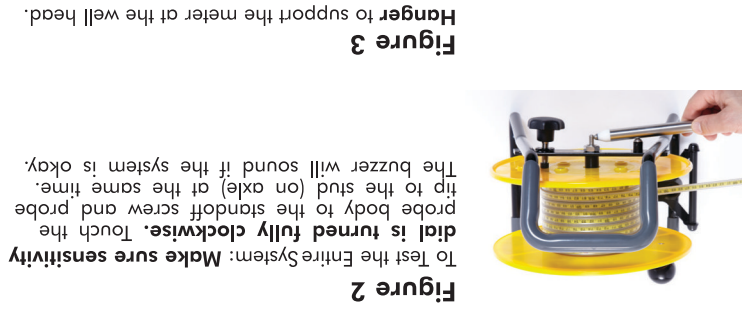 Figure 2
To Test the Entire System: Make sure sensitivity
dial is turned fully clockwise. Touch the
probe body to the standoff screw and probe
tip to the stud (on axle) at the same time.
The buzzer will sound if the system is okay.
Figure 3
Hanger to support the meter at the well head.